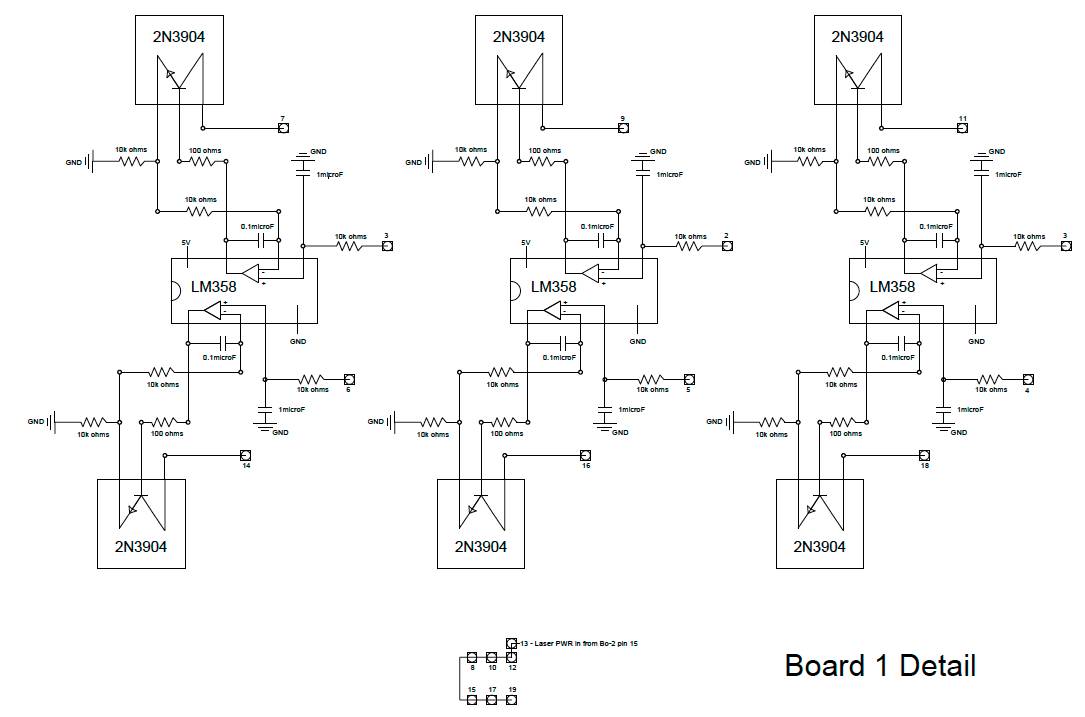 2N3904 2N3904 2N3904
7 9 11
10k ohms 100 ohms GND 10k ohms 100 ohms GND 10k ohms 100 ohms GND
GND GND GND
1microF 1microF 1microF
10k ohms 10k ohms 10k ohms
0.1microF 0.1microF 0.1microF
10k ohms 3 10k ohms 2 10k ohms 3
5V 5V 5V
- - -
+ + +
LM358 LM358 LM358
+ + +
- - -
GND GND GND
0.1microF 0.1microF 0.1microF
10k ohms 10k ohms 6 10k ohms 10k ohms 5 10k ohms 10k ohms 4
1microF 1microF 1microF
GND GND GND
10k ohms 100 ohms GND 10k ohms 100 ohms GND 10k ohms 100 ohms GND
14 16 18
2N3904 2N3904 2N3904
13 - Laser PWR in from Bo-2 pin 15
8 10 12
15 17 19
Board 1 Detail